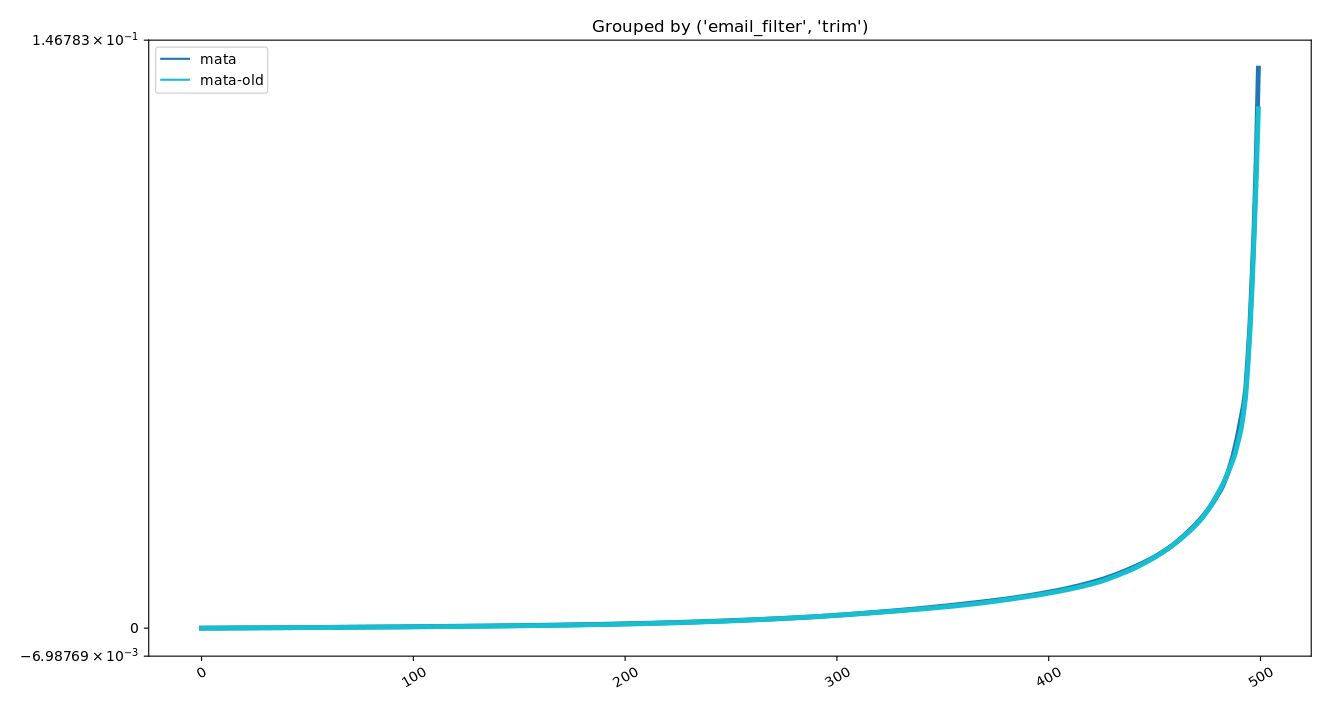 Grouped by ('email_filter', 'trim')
1.46783 × 10⁻¹
mata
mata-old
0
−6.98769 × 10⁻³
0
100
200
300
400
500